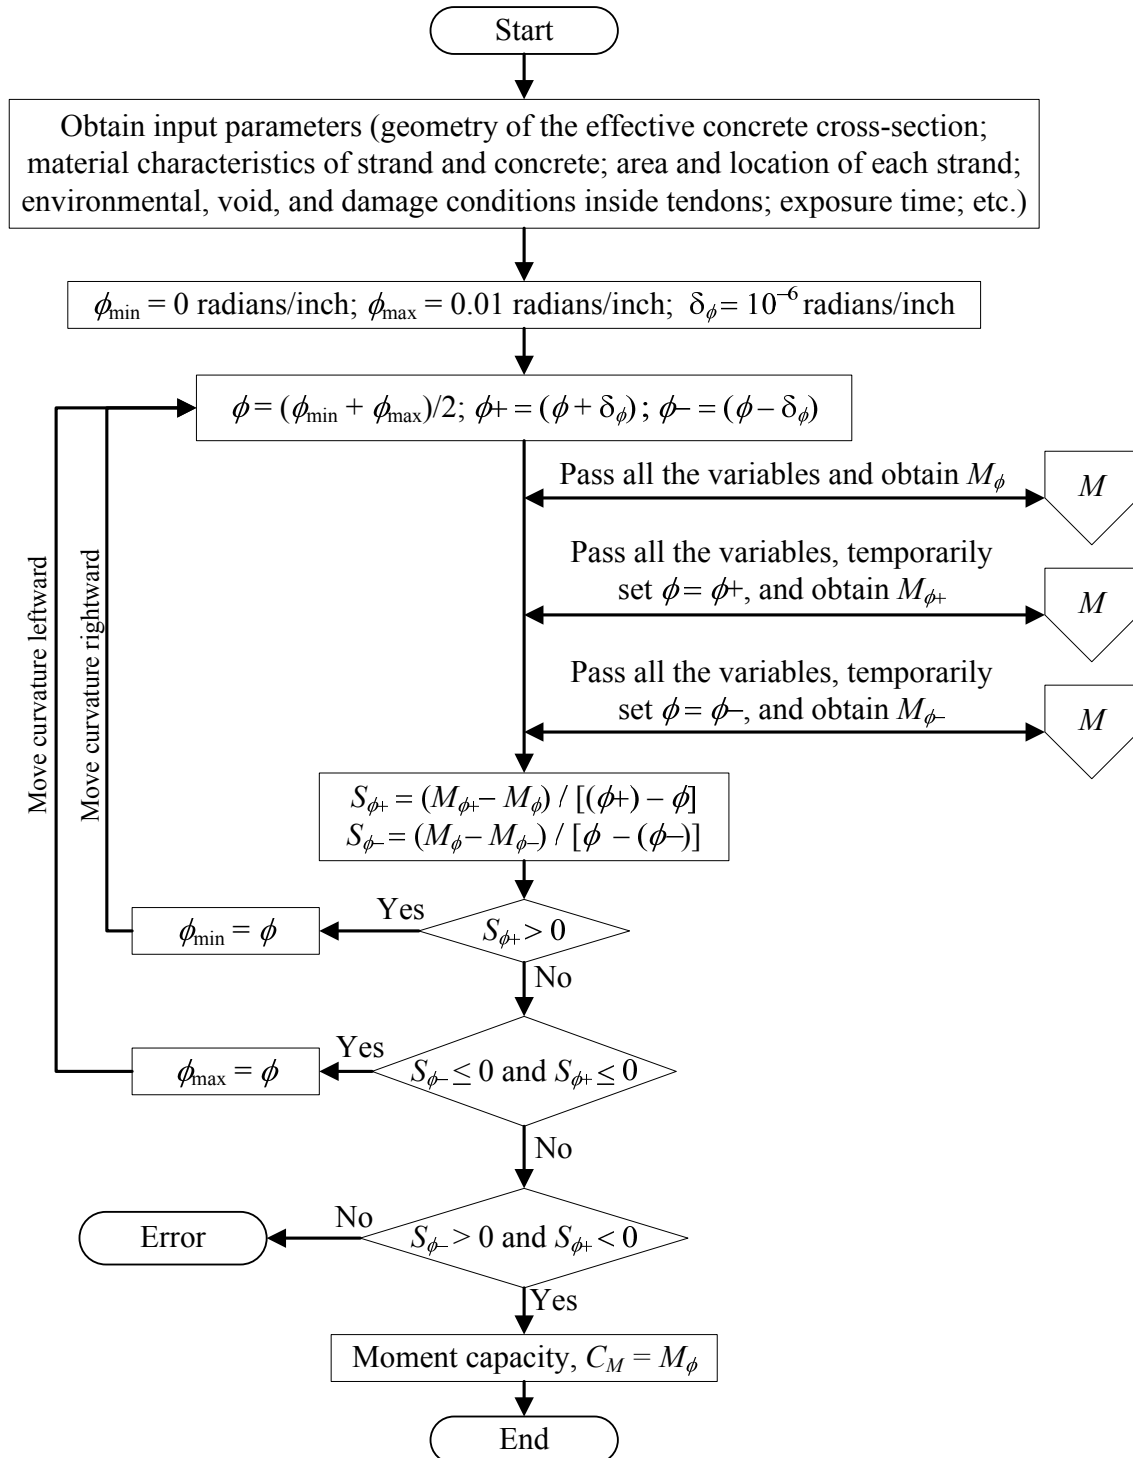 Start
Obtain input parameters (geometry of the effective concrete cross-section;
material characteristics of strand and concrete; area and location of each strand;
environmental, void, and damage conditions inside tendons; exposure time; etc.)
ϕmin = 0 radians/inch; ϕmax = 0.01 radians/inch; δϕ = 10⁻⁶ radians/inch
ϕ = (ϕmin + ϕmax)/2; ϕ+ = (ϕ + δϕ); ϕ− = (ϕ − δϕ)
Pass all the variables and obtain Mϕ
M
Pass all the variables, temporarily
set ϕ = ϕ+, and obtain Mϕ+
M
Pass all the variables, temporarily
set ϕ = ϕ−, and obtain Mϕ−
M
Move curvature leftward
Move curvature rightward
Sϕ+ = (Mϕ+ − Mϕ) / [(ϕ+) − ϕ]
Sϕ− = (Mϕ − Mϕ−) / [ϕ − (ϕ−)]
Sϕ+ > 0
Yes
ϕmin = ϕ
No
Sϕ− ≤ 0 and Sϕ+ ≤ 0
Yes
ϕmax = ϕ
No
Sϕ− > 0 and Sϕ+ < 0
No
Error
Yes
Moment capacity, CM = Mϕ
End